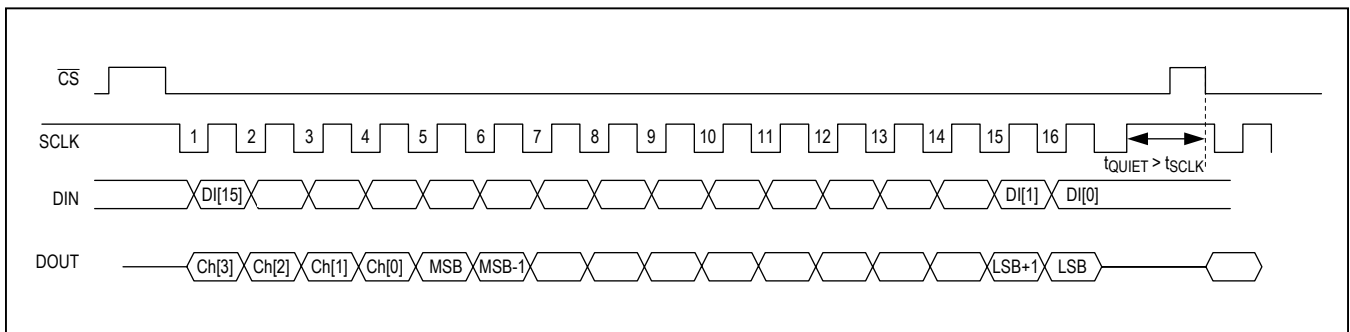 CS
SCLK 1 2 3 4 5 6 7 8 9 10 11 12 13 14 15 16
tQUIET > tSCLK
DIN DI[15] DI[1] DI[0]
DOUT Ch[3] Ch[2] Ch[1] Ch[0] MSB MSB-1 LSB+1 LSB